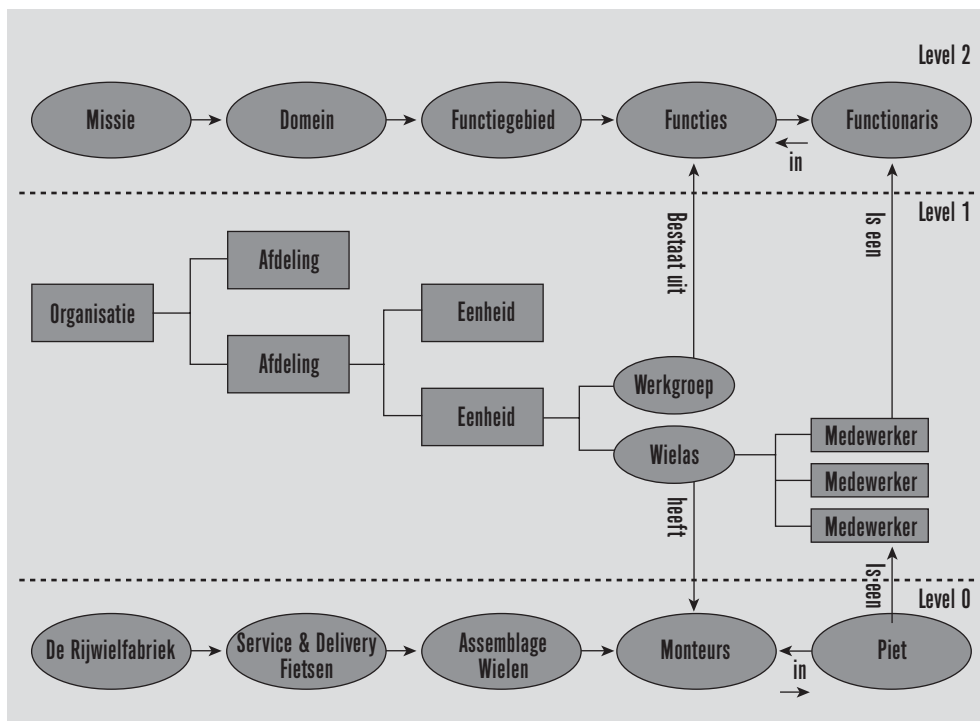 Level 2
Missie
Domein
Functiegebied
Functies
Functionaris
in
Level 1
Bestaat uit
Is een
Afdeling
Organisatie
Eenheid
Afdeling
Werkgroep
Eenheid
Medewerker
Wielas
Medewerker
heeft
Medewerker
Is een
Level 0
De Rijwielfabriek
Service & Delivery
Fietsen
Assemblage
Wielen
Monteurs
in
Piet